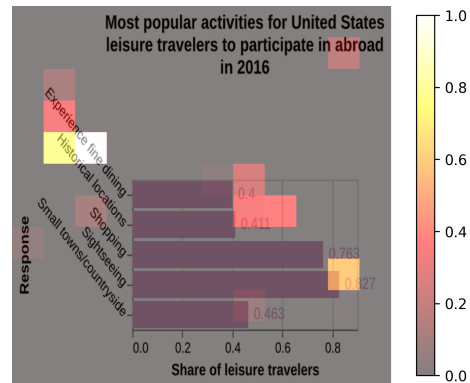 Most popular activities for United States
leisure travelers to participate in abroad
in 2016
Experience fine dining
Historical locations
Shopping
Sightseeing
Small towns/countryside
Response
0.4
0.411
0.763
0.827
0.463
0.0 0.2 0.4 0.6 0.8
Share of leisure travelers
1.0
0.8
0.6
0.4
0.2
0.0